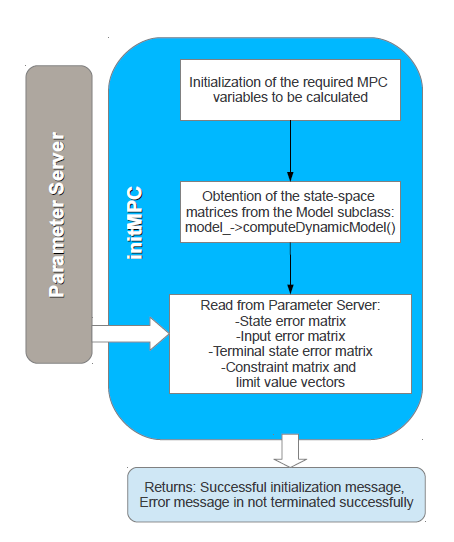 Parameter Server
initMPC
Initialization of the required MPC
variables to be calculated
Obtention of the state-space
matrices from the Model subclass:
model_->computeDynamicModel()
Read from Parameter Server:
-State error matrix
-Input error matrix
-Terminal state error matrix
-Constraint matrix and
limit value vectors
Returns: Successful initialization message,
Error message in not terminated successfully